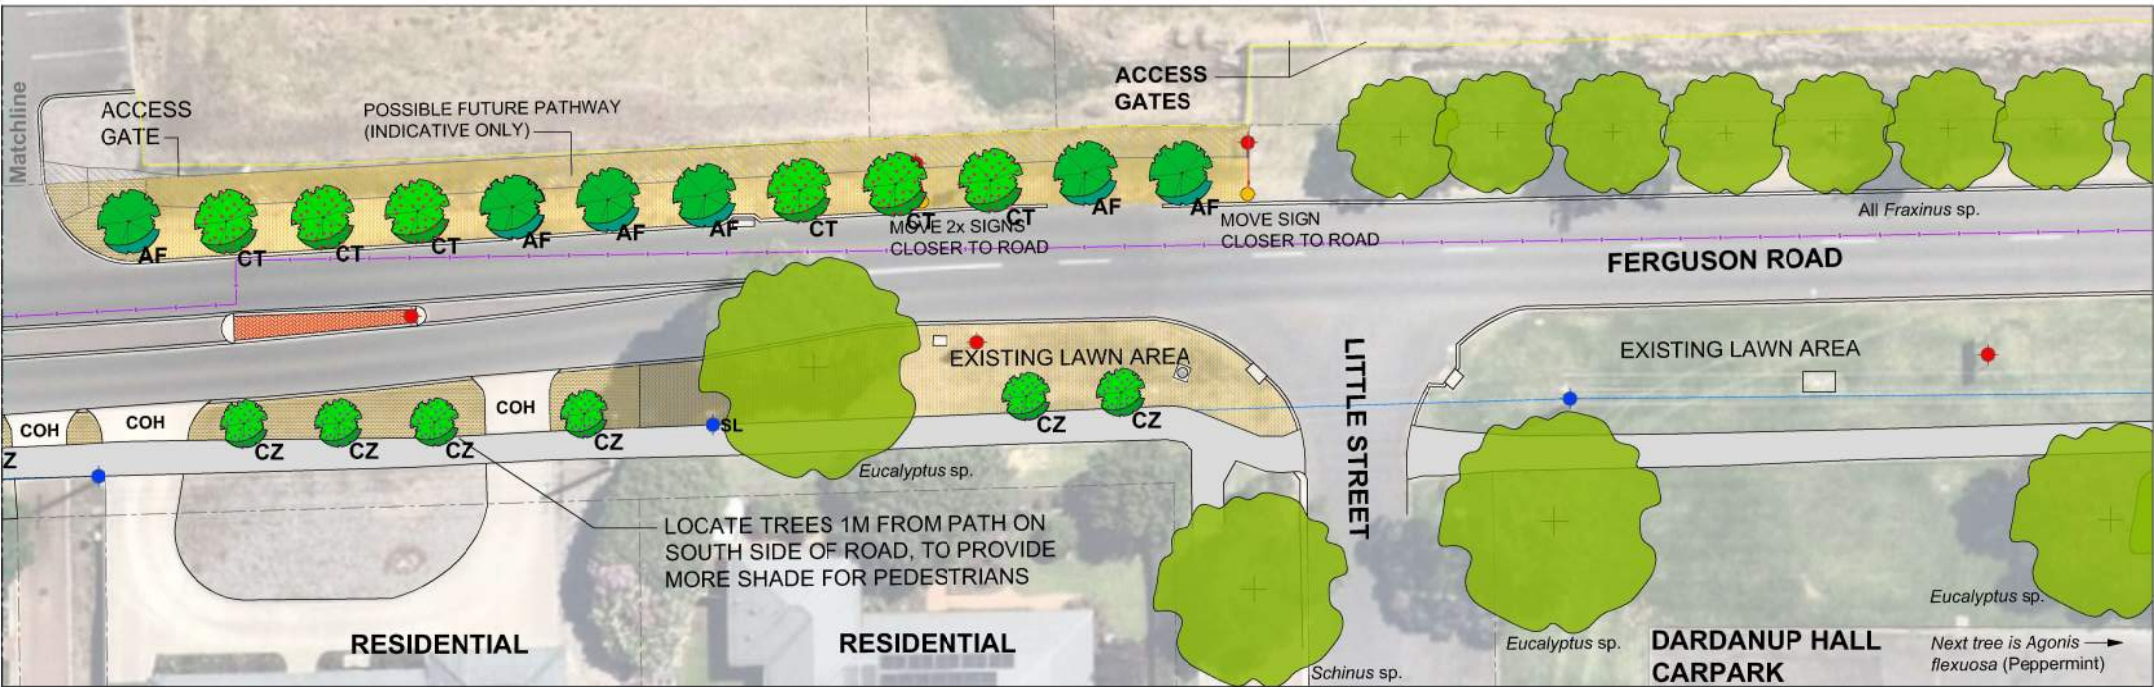 Matchline
ACCESS
GATE
POSSIBLE FUTURE PATHWAY
(INDICATIVE ONLY)
ACCESS
GATES
AF
CT
CT
CT
AF
AF
AF
CT
CT
CT
AF
AF
MOVE 2x SIGNS
CLOSER TO ROAD
MOVE SIGN
CLOSER TO ROAD
All Fraxinus sp.
FERGUSON ROAD
EXISTING LAWN AREA
EXISTING LAWN AREA
LITTLE STREET
COH
COH
COH
Z
CZ
CZ
CZ
CZ
SL
CZ
CZ
Eucalyptus sp.
LOCATE TREES 1M FROM PATH ON
SOUTH SIDE OF ROAD, TO PROVIDE
MORE SHADE FOR PEDESTRIANS
RESIDENTIAL
RESIDENTIAL
Schinus sp.
Eucalyptus sp.
Eucalyptus sp.
DARDANUP HALL
CARPARK
Next tree is Agonis
flexuosa (Peppermint)